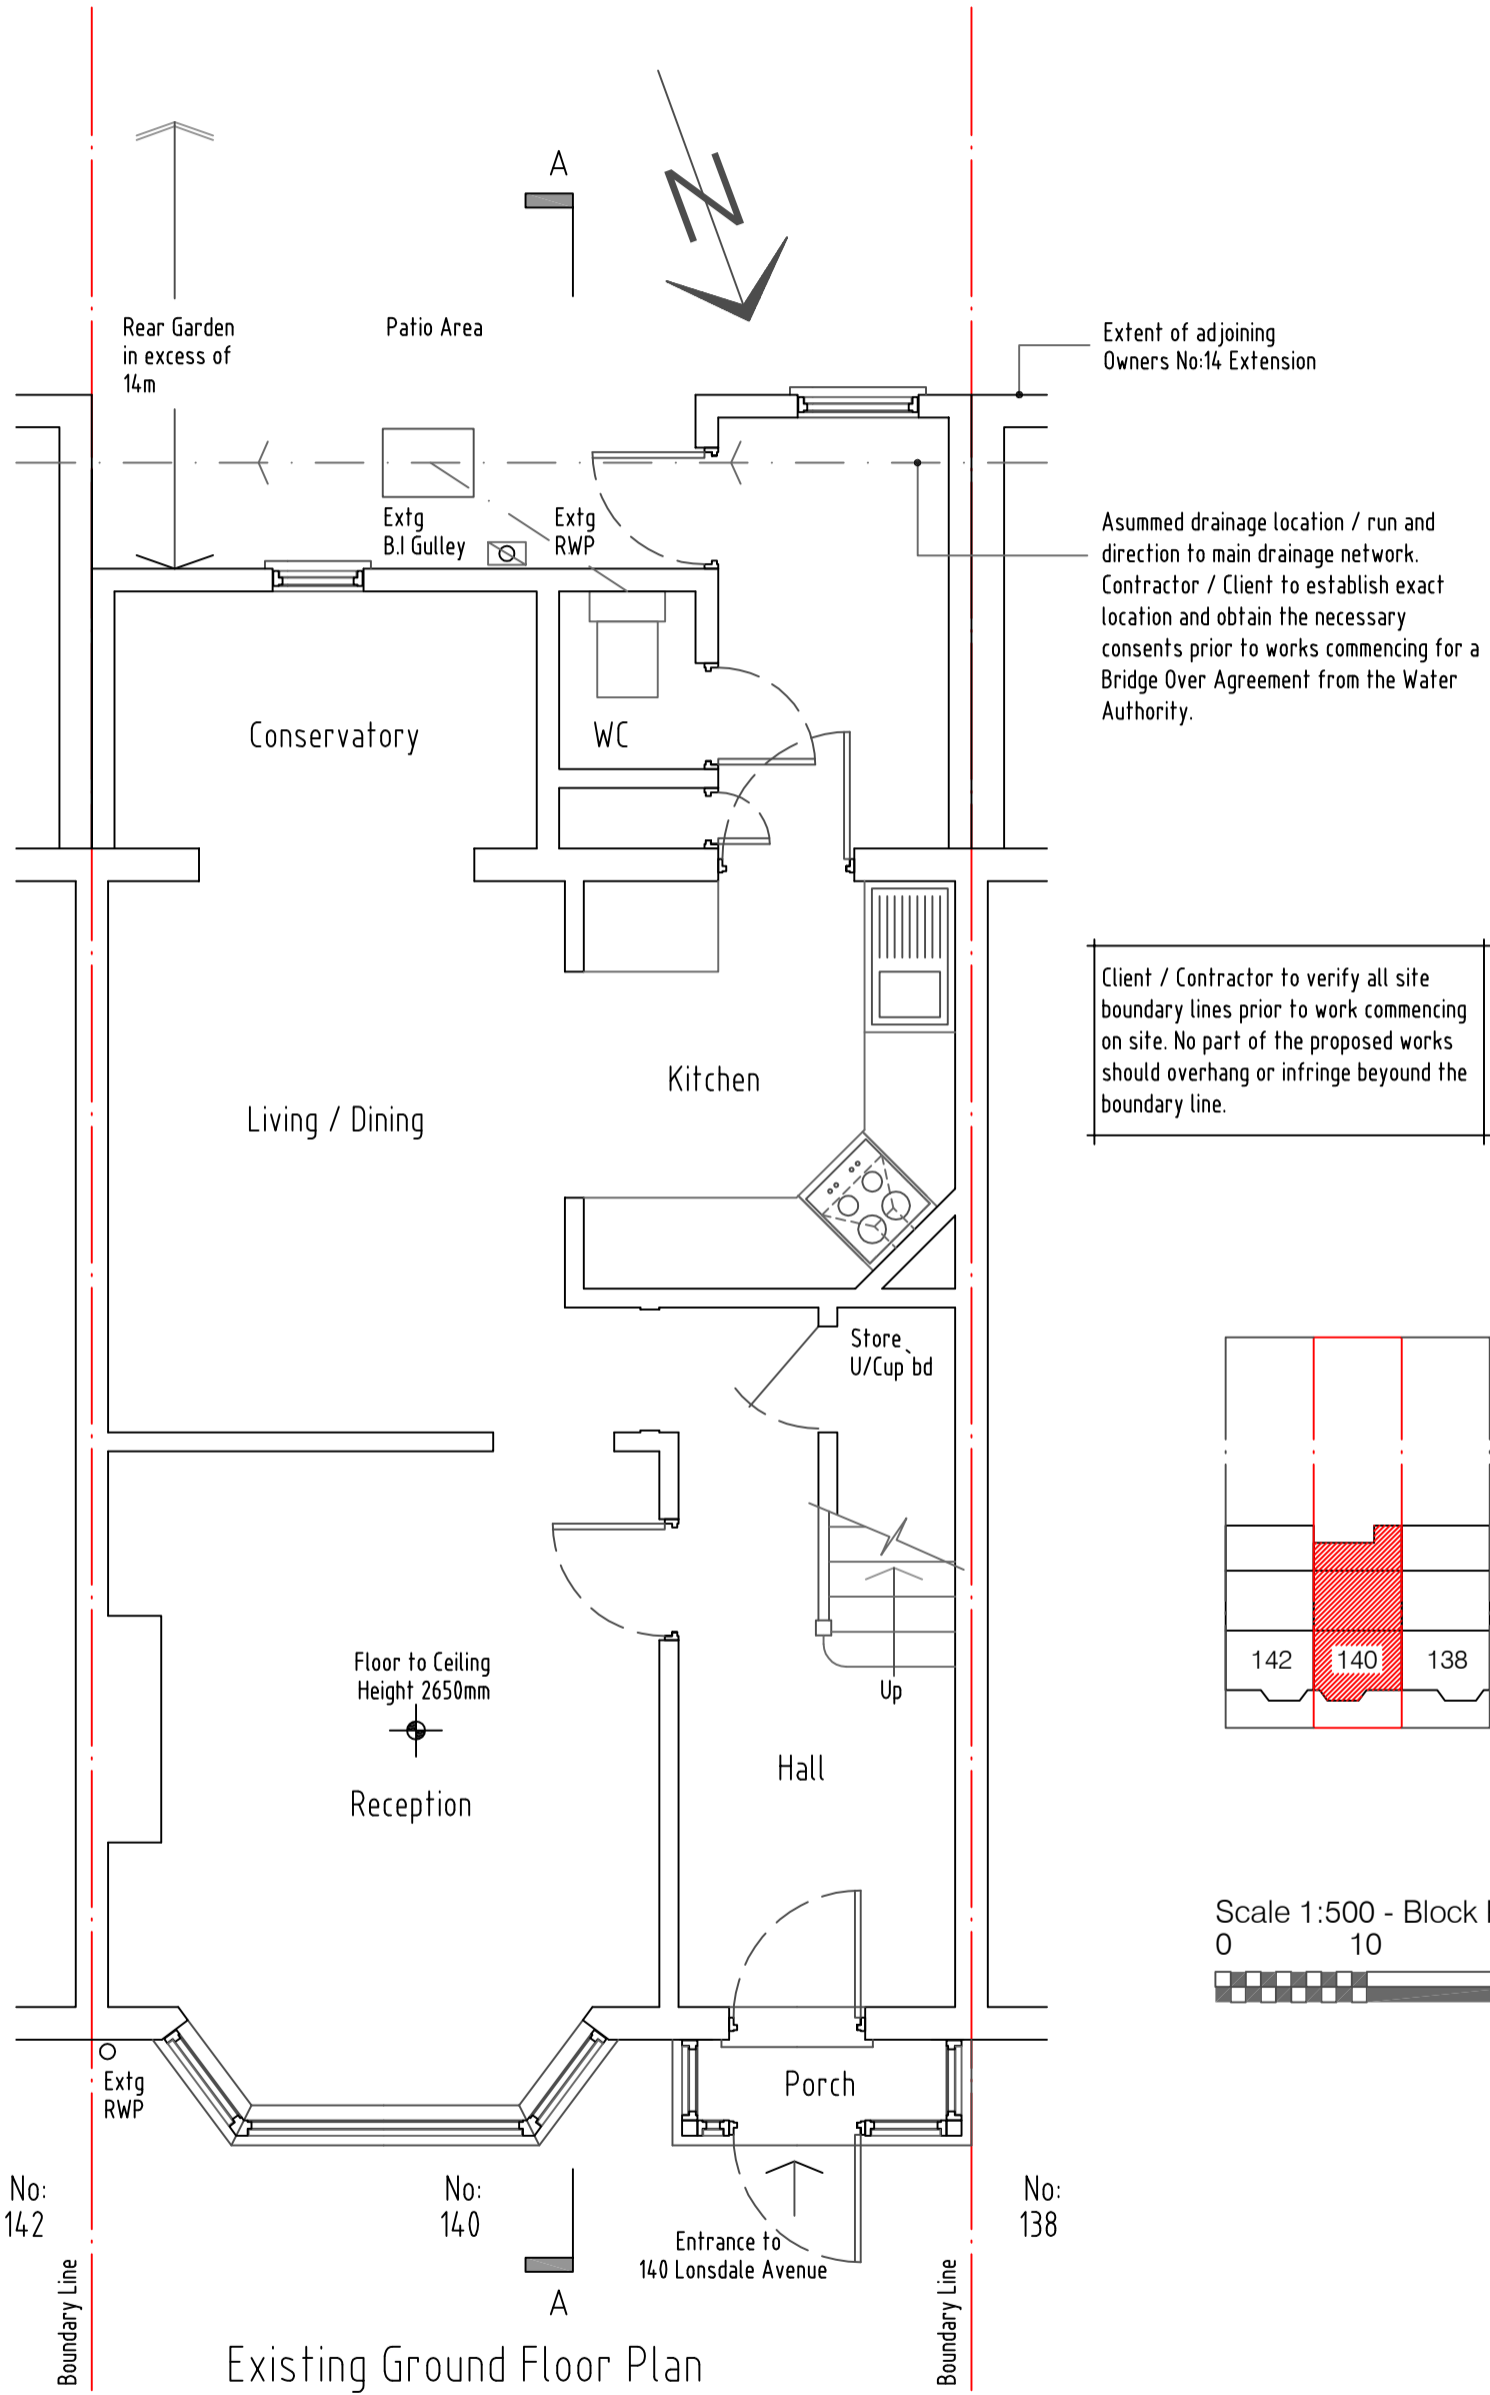 A
N
Rear Garden
in excess of
14m
Patio Area
Extent of adjoining
Owners No:14 Extension
Extg
B.I Gulley
Extg
RWP
Asummed drainage location / run and
direction to main drainage network.
Contractor / Client to establish exact
location and obtain the necessary
consents prior to works commencing for a
Bridge Over Agreement from the Water
Authority.
Conservatory
WC
Client / Contractor to verify all site
boundary lines prior to work commencing
on site. No part of the proposed works
should overhang or infringe beyound the
boundary line.
Kitchen
Living / Dining
Store
U/Cup`bd
Floor to Ceiling
Height 2650mm
Up
142
140
138
Hall
Reception
Scale 1:500 - Block
0 10
Porch
Extg
RWP
No:
142
No:
140
No:
138
Entrance to
140 Lonsdale Avenue
Boundary Line
Boundary Line
A
Existing Ground Floor Plan